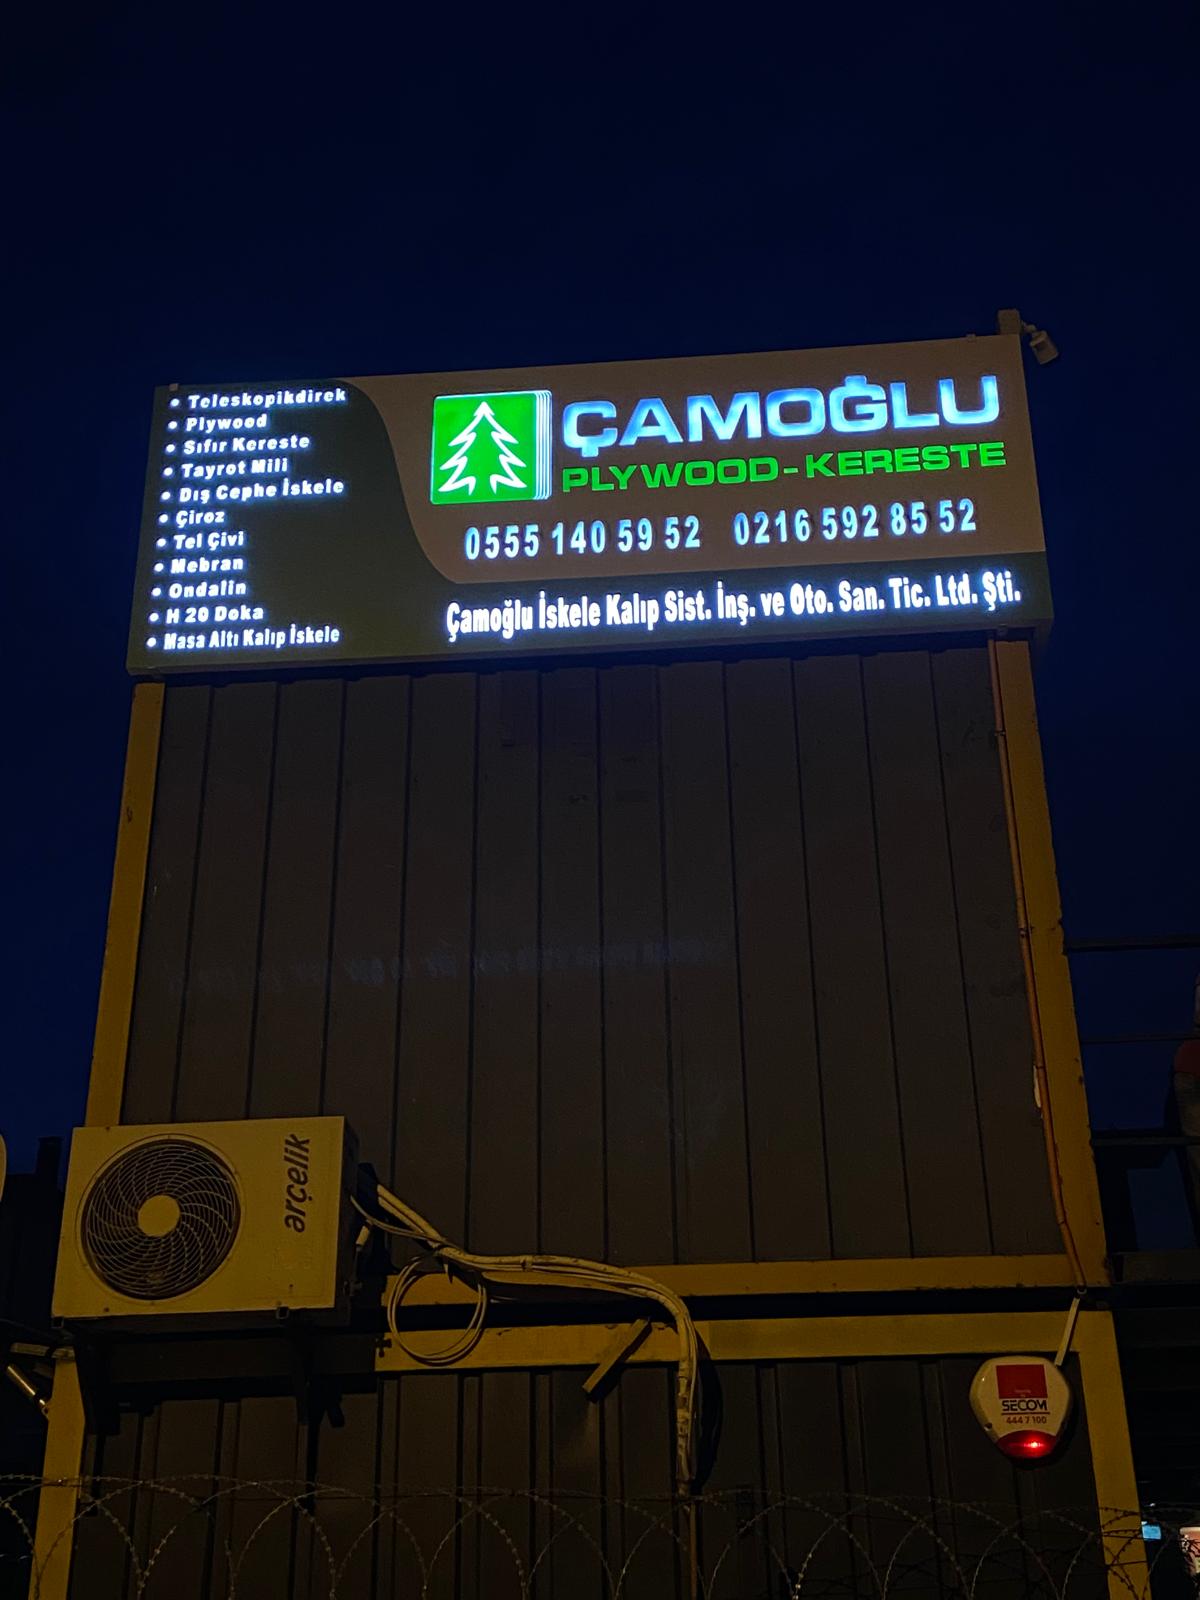 • Teleskopikdirek
• Plywood
• Sıfır Kereste
• Tayrot Mili
• Dış Cephe İskele
• Çiroz
• Tel Çivi
• Mebran
• Ondalin
• H 20 Doka
• Masa Altı Kalıp İskele
ÇAMOĞLU
PLYWOOD-KERESTE
0555 140 59 52 0216 592 85 52
Çamoğlu İskele Kalıp Sist. İnş. ve Oto. San. Tic. Ltd. Şti.
arçelik
SECOM
444 7 100